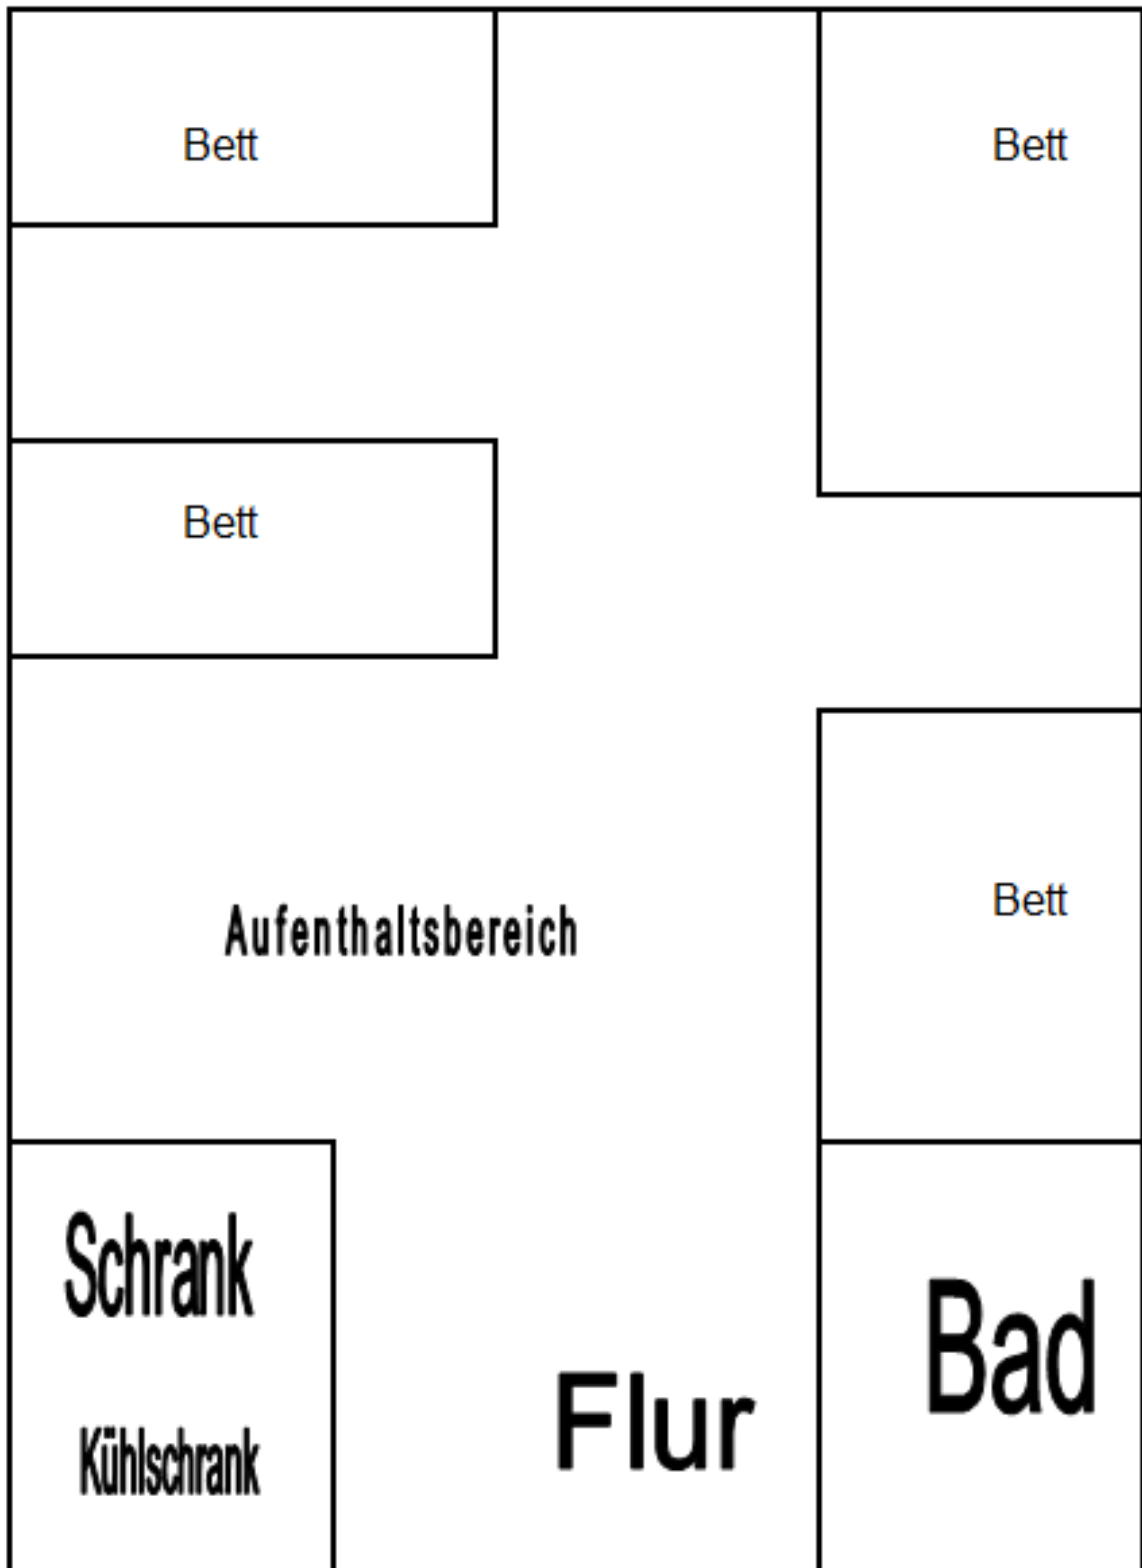 Bett
Bett
Bett
Bett
Aufenthaltsbereich
Schrank
Kühlschrank
Flur
Bad